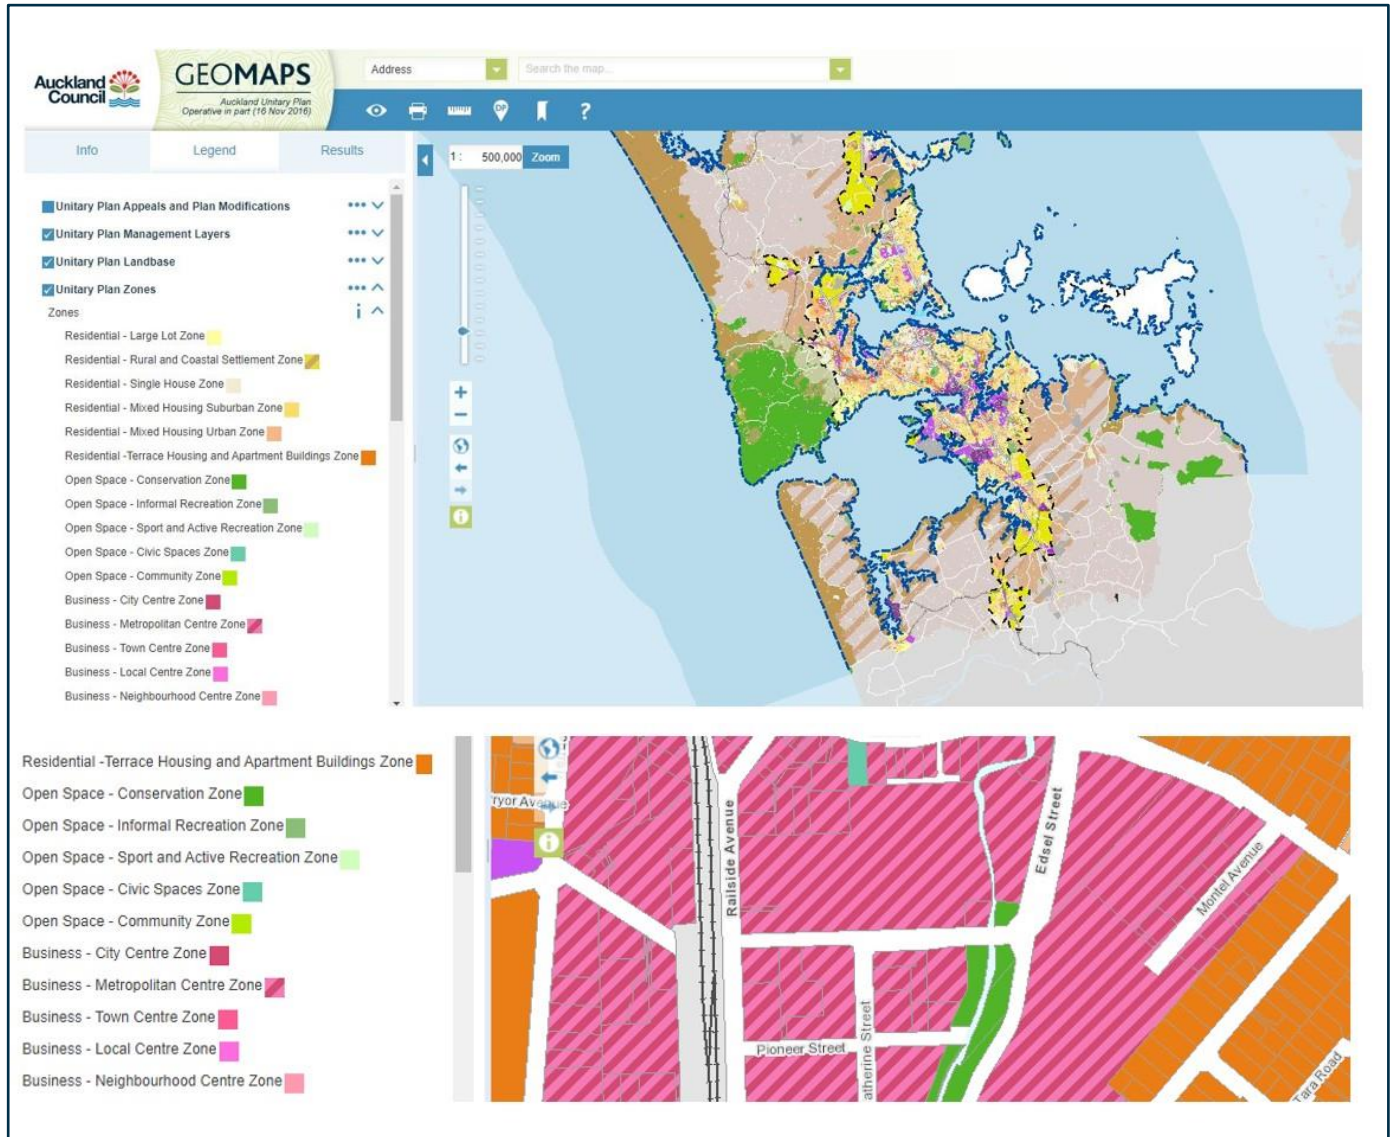 Auckland
Council
GEOMAPS
Auckland Unitary Plan
Operative in part (16 Nov 2016)
Address
Search the map...
DP
?
Info
Legend
Results
1 :
500,000
Zoom
Unitary Plan Appeals and Plan Modifications
Unitary Plan Management Layers
Unitary Plan Landbase
Unitary Plan Zones
Zones
Residential - Large Lot Zone
Residential - Rural and Coastal Settlement Zone
Residential - Single House Zone
Residential - Mixed Housing Suburban Zone
Residential - Mixed Housing Urban Zone
Residential -Terrace Housing and Apartment Buildings Zone
Open Space - Conservation Zone
Open Space - Informal Recreation Zone
Open Space - Sport and Active Recreation Zone
Open Space - Civic Spaces Zone
Open Space - Community Zone
Business - City Centre Zone
Business - Metropolitan Centre Zone
Business - Town Centre Zone
Business - Local Centre Zone
Business - Neighbourhood Centre Zone
Residential -Terrace Housing and Apartment Buildings Zone
Open Space - Conservation Zone
Open Space - Informal Recreation Zone
Open Space - Sport and Active Recreation Zone
Open Space - Civic Spaces Zone
Open Space - Community Zone
Business - City Centre Zone
Business - Metropolitan Centre Zone
Business - Town Centre Zone
Business - Local Centre Zone
Business - Neighbourhood Centre Zone
ryor Avenue
Railside Avenue
Edsel Street
Montel Avenue
Pioneer Street
atherine Street
Tara Road